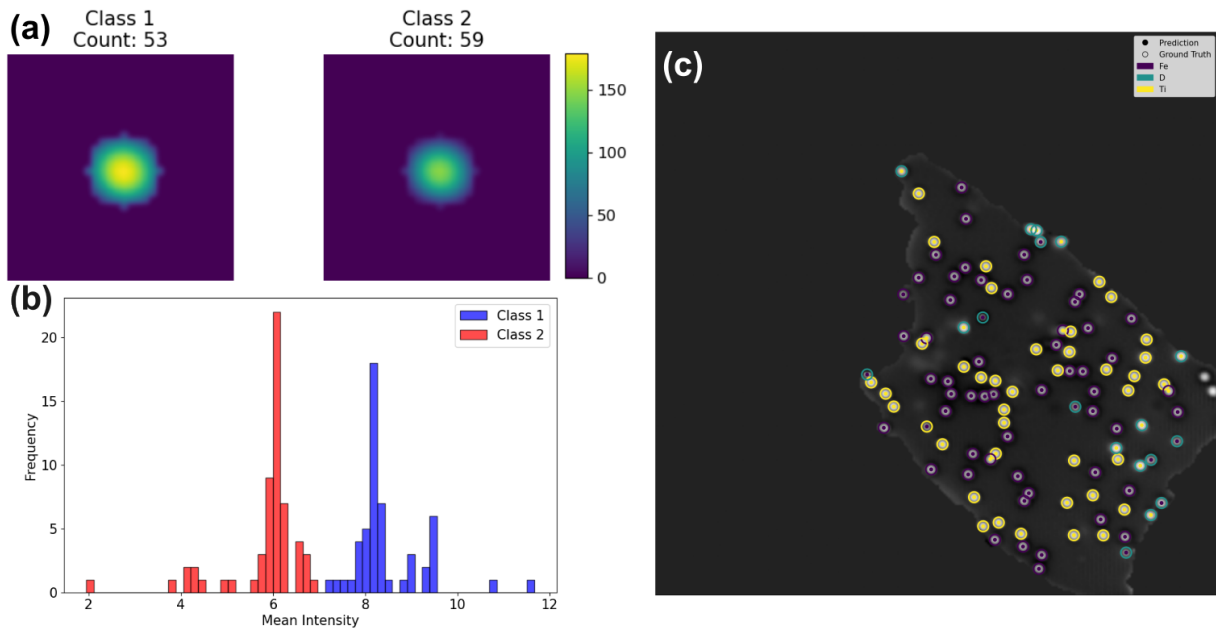 (a)
Class 1
Count: 53
Class 2
Count: 59
150
100
50
0
(b)
Class 1
Class 2
Frequency
20
15
10
5
0
2
4
6
8
10
12
Mean Intensity
(c)
Prediction
Ground Truth
Fe
D
Ti